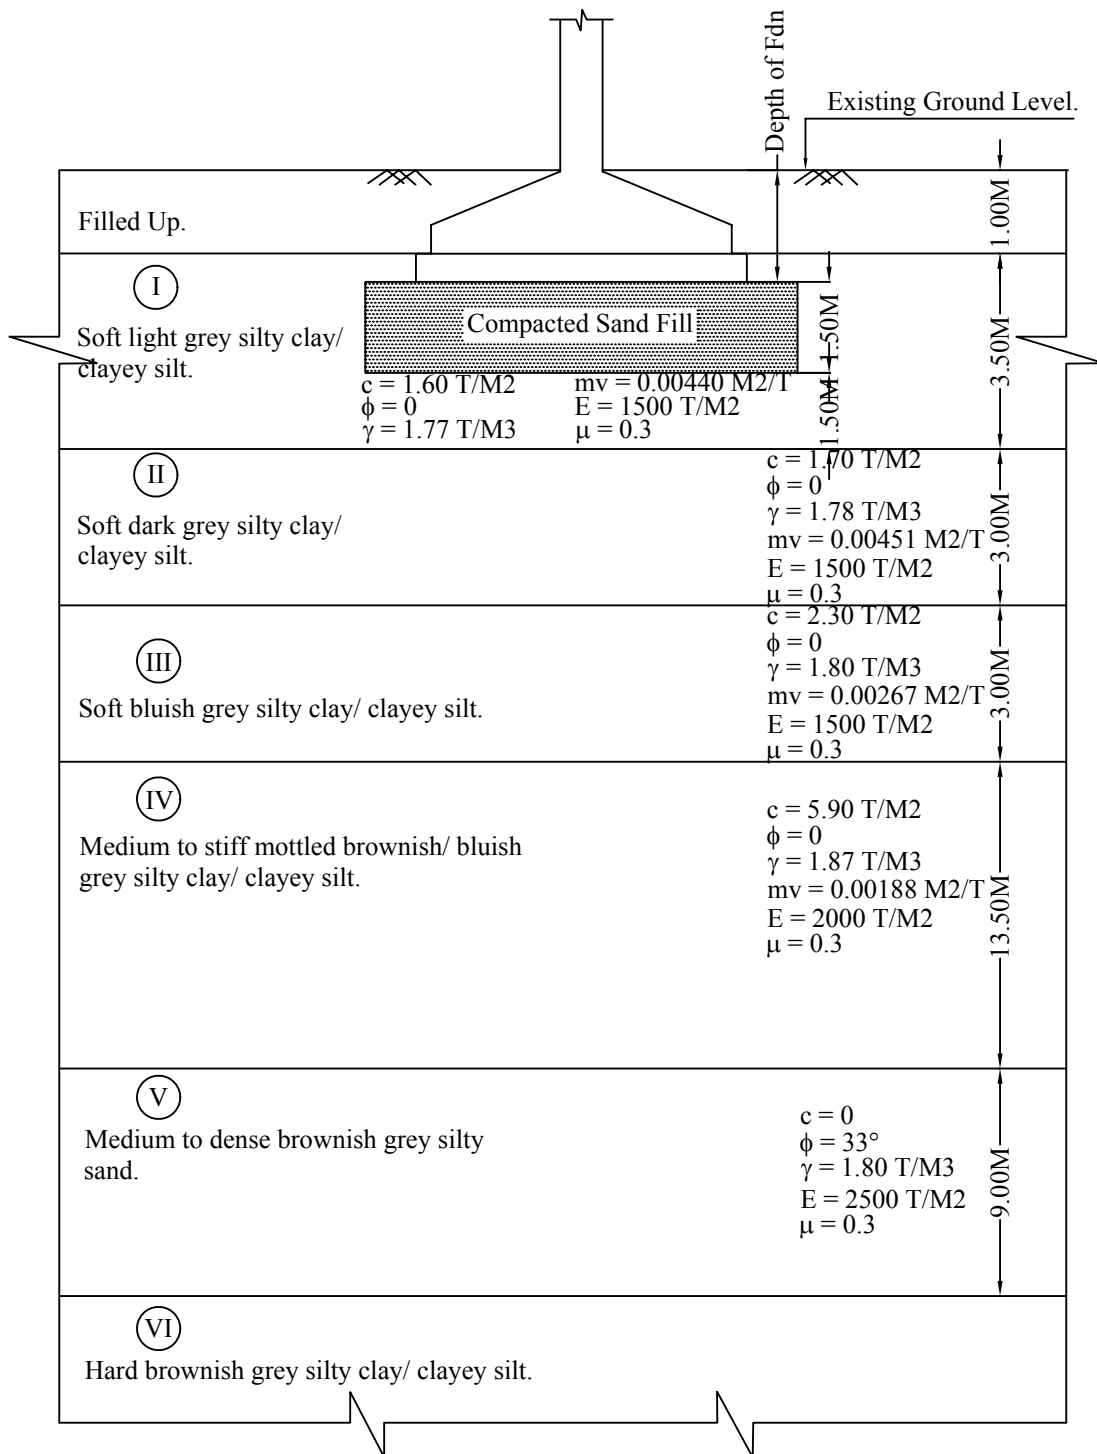 Depth of Fdn
Existing Ground Level.
1.00M
Filled Up.
I
Soft light grey silty clay/
clayey silt.
Compacted Sand Fill
1.50M
3.50M
c = 1.60 T/M2
ϕ = 0
γ = 1.77 T/M3
mv = 0.00440 M2/T
E = 1500 T/M2
μ = 0.3
1.50M
II
Soft dark grey silty clay/
clayey silt.
c = 1.70 T/M2
ϕ = 0
γ = 1.78 T/M3
mv = 0.00451 M2/T
E = 1500 T/M2
μ = 0.3
3.00M
III
Soft bluish grey silty clay/ clayey silt.
c = 2.30 T/M2
ϕ = 0
γ = 1.80 T/M3
mv = 0.00267 M2/T
E = 1500 T/M2
μ = 0.3
3.00M
IV
Medium to stiff mottled brownish/ bluish
grey silty clay/ clayey silt.
c = 5.90 T/M2
ϕ = 0
γ = 1.87 T/M3
mv = 0.00188 M2/T
E = 2000 T/M2
μ = 0.3
13.50M
V
Medium to dense brownish grey silty
sand.
c = 0
ϕ = 33°
γ = 1.80 T/M3
E = 2500 T/M2
μ = 0.3
9.00M
VI
Hard brownish grey silty clay/ clayey silt.